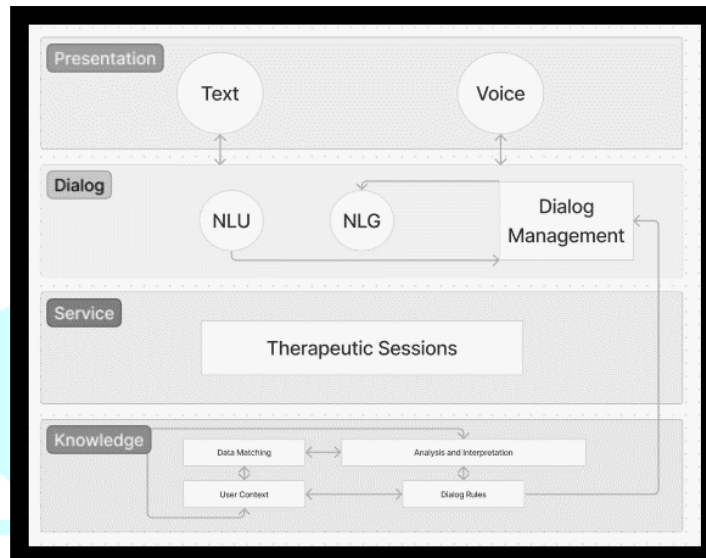 Presentation
Text
Voice
Dialog
NLU
NLG
Dialog
Management
Service
Therapeutic Sessions
Knowledge
Data Matching
Analysis and Interpretation
User Context
Dialog Rules